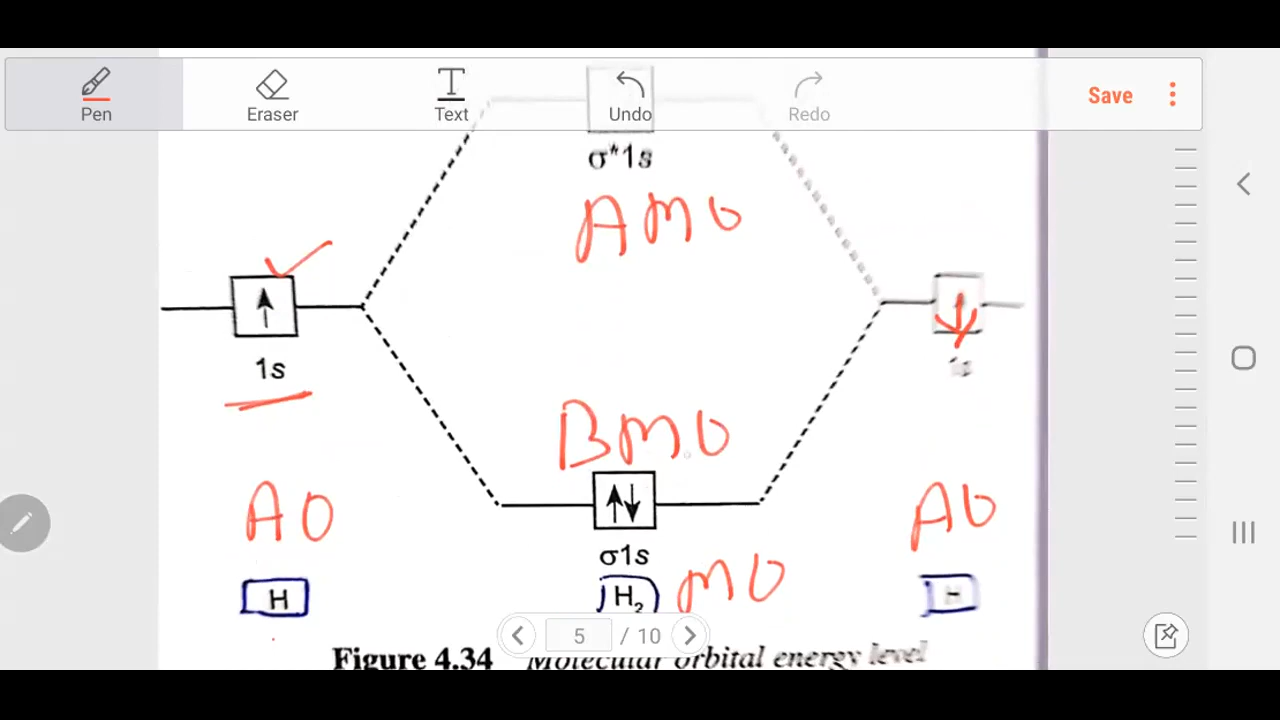 Pen Eraser Text Undo Redo Save
σ*1s
AMO
1s
BMO
AO
AO
σ1s
MO
H
H2
H
5 / 10
Figure 4.34 Molecular orbital energy level